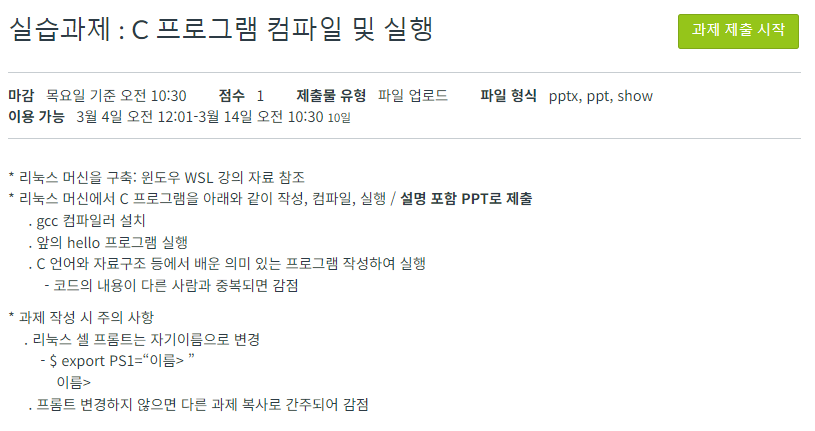 실습과제 : C 프로그램 컴파일 및 실행
과제 제출 시작
마감 목요일 기준 오전 10:30 점수 1 제출물 유형 파일 업로드 파일 형식 pptx, ppt, show
이용 가능 3월 4일 오전 12:01-3월 14일 오전 10:30 10일
* 리눅스 머신을 구축: 윈도우 WSL 강의 자료 참조
* 리눅스 머신에서 C 프로그램을 아래와 같이 작성, 컴파일, 실행 / 설명 포함 PPT로 제출
. gcc 컴파일러 설치
. 앞의 hello 프로그램 실행
. C 언어와 자료구조 등에서 배운 의미 있는 프로그램 작성하여 실행
- 코드의 내용이 다른 사람과 중복되면 감점
* 과제 작성 시 주의 사항
. 리눅스 셸 프롬트는 자기이름으로 변경
- $ export PS1=“이름> ”
이름>
. 프롬트 변경하지 않으면 다른 과제 복사로 간주되어 감점